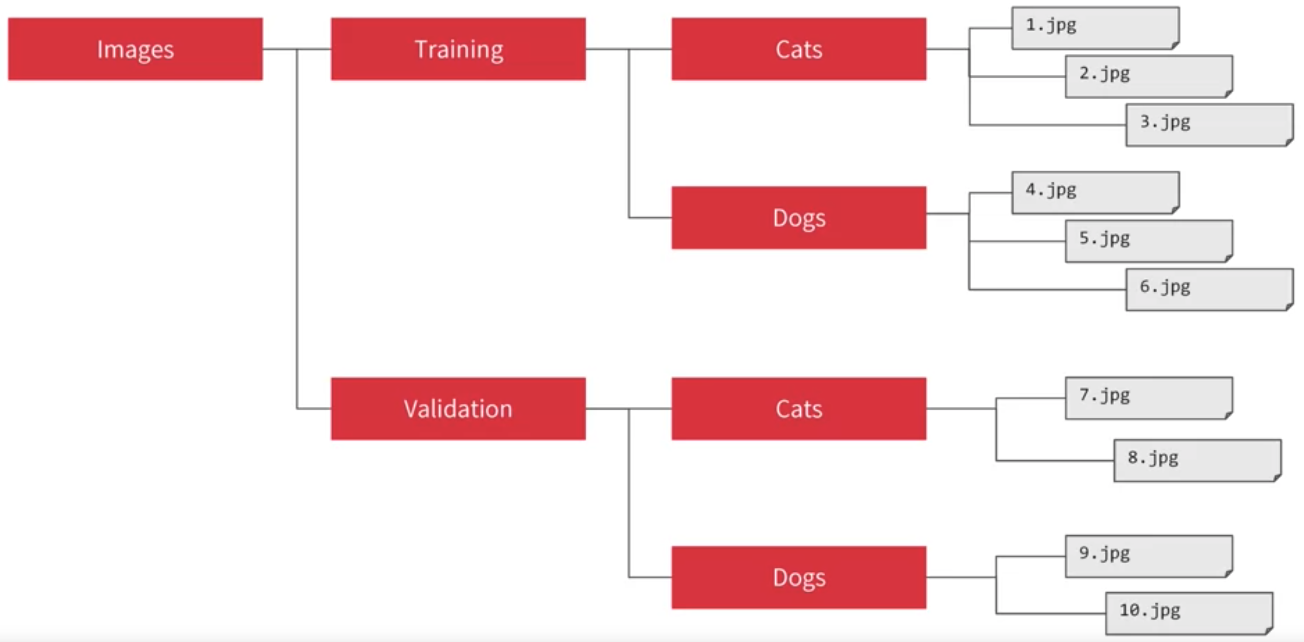 Images
Training
Cats
1.jpg
2.jpg
3.jpg
Dogs
4.jpg
5.jpg
6.jpg
Validation
Cats
7.jpg
8.jpg
Dogs
9.jpg
10.jpg